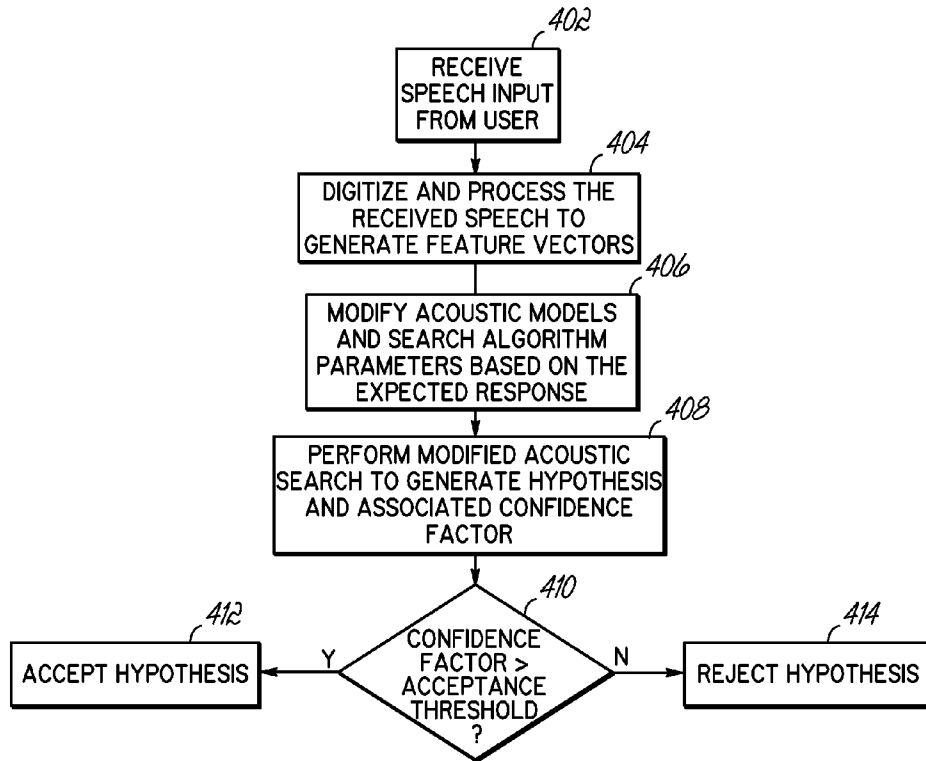 402
RECEIVE
SPEECH INPUT
FROM USER
404
DIGITIZE AND PROCESS THE
RECEIVED SPEECH TO
GENERATE FEATURE VECTORS
406
MODIFY ACOUSTIC MODELS
AND SEARCH ALGORITHM
PARAMETERS BASED ON THE
EXPECTED RESPONSE
408
PERFORM MODIFIED ACOUSTIC
SEARCH TO GENERATE HYPOTHESIS
AND ASSOCIATED CONFIDENCE
FACTOR
410
CONFIDENCE
FACTOR >
ACCEPTANCE
THRESHOLD
?
Y
N
412
ACCEPT HYPOTHESIS
414
REJECT HYPOTHESIS